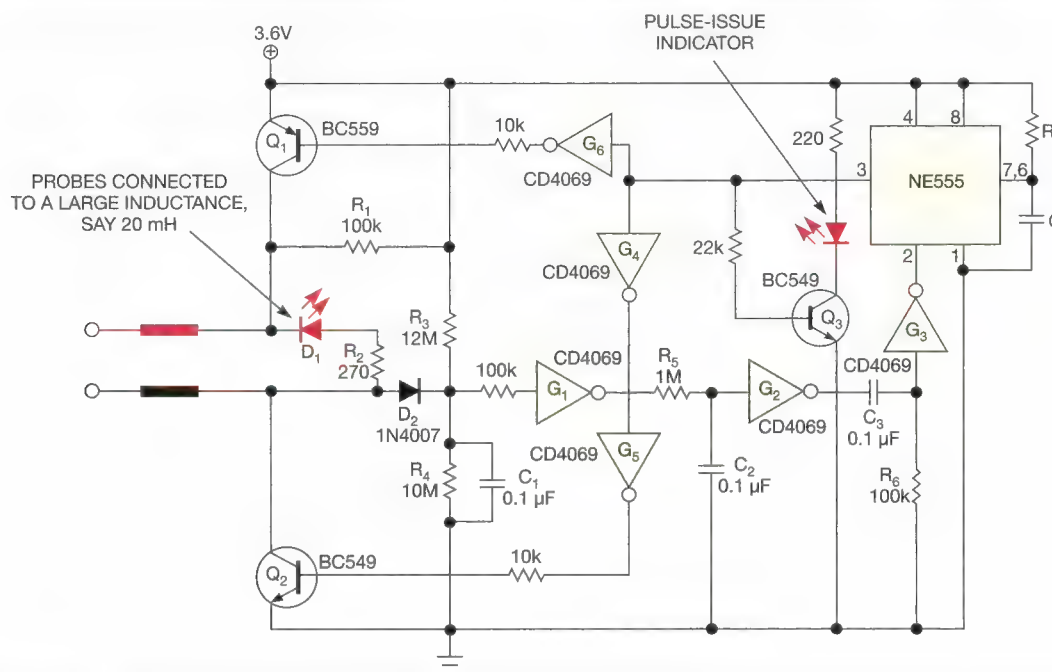 PULSE-ISSUE
INDICATOR
3.6V
BC559
Q1
10k
G6
CD4069
220
4
8
R
3
NE555
7,6
C
2
1
PROBES CONNECTED
TO A LARGE INDUCTANCE,
SAY 20 mH
R1
100k
G4
CD4069
22k
BC549
Q3
G3
CD4069
D1
R2
270
R3
12M
D2
1N4007
100k
CD4069
G1
R5
1M
G2
CD4069
C3
0.1 µF
CD4069
G5
R4
10M
C1
0.1 µF
C2
0.1 µF
R6
100k
BC549
Q2
10k